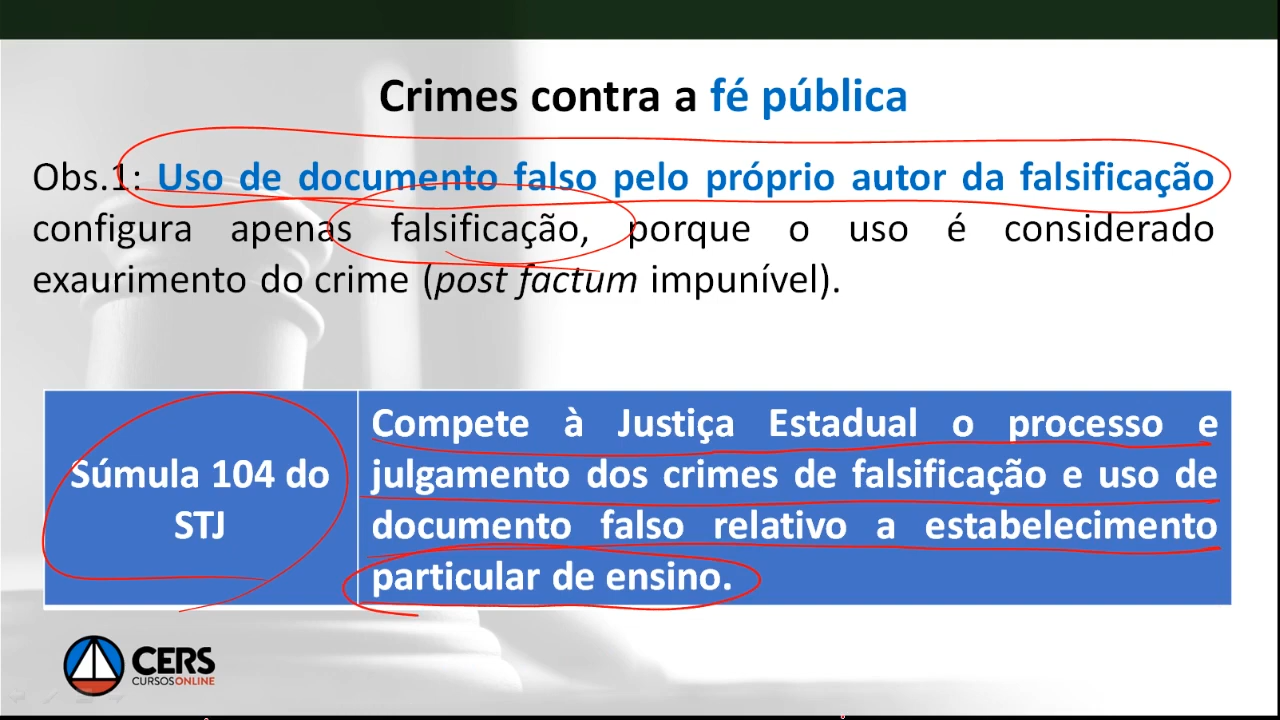 Crimes contra a fé pública
Obs.1: Uso de documento falso pelo próprio autor da falsificação
configura apenas falsificação, porque o uso é considerado
exaurimento do crime (post factum impunível).
Súmula 104 do
STJ
Compete à Justiça Estadual o processo e
julgamento dos crimes de falsificação e uso de
documento falso relativo a estabelecimento
particular de ensino.
CERS
CURSOS ONLINE